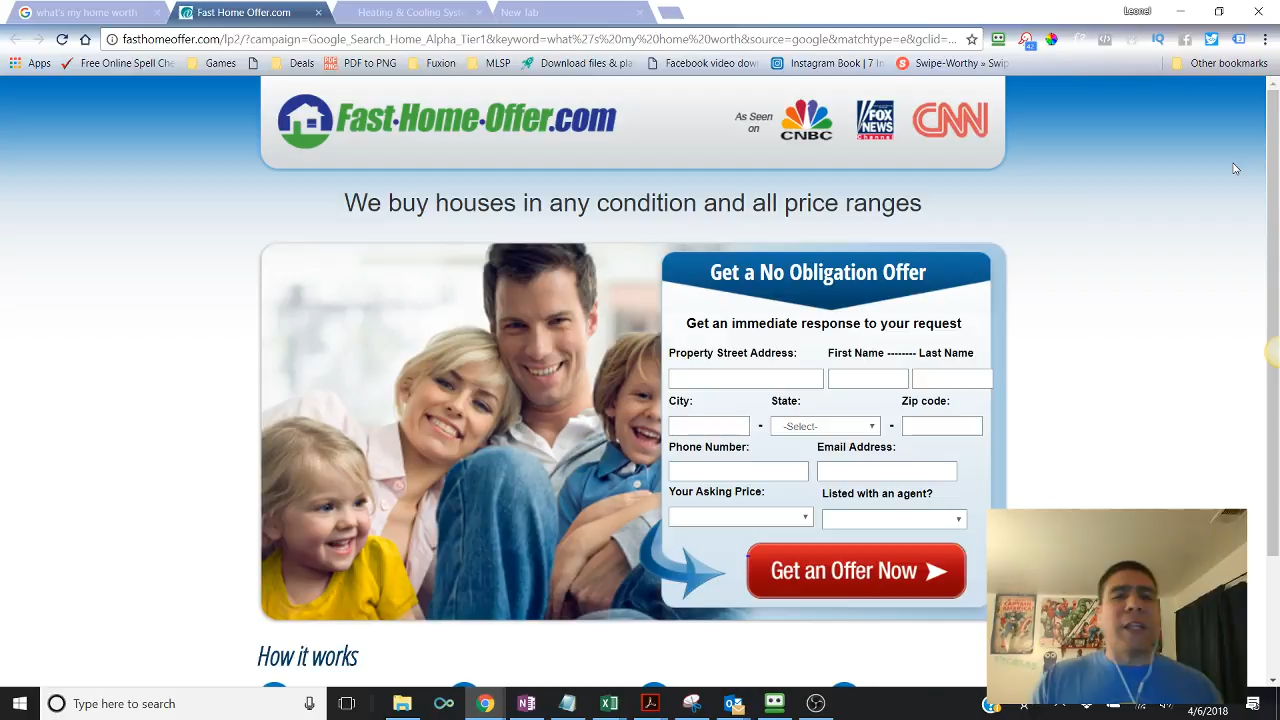 what's my home worth
Fast Home Offer.com
Heating & Cooling Syste
New Tab
Leonel
fasthomeoffer.com/lp2/?campaign=Google_Search_Home_Alpha_Tier1&keyword=what%27s%20my%20home%20worth&source=google&matchtype=e&gclid=...
42
Apps
Free Online Spell Che
Games
Deals
PDF to PNG
Fuxion
MLSP
Download files & pla
Facebook video dow
Instagram Book | 7 In
Swipe-Worthy » Swip
Other bookmarks
Fast·Home·Offer.com
As Seen on
CNBC
FOX NEWS Channel
CNN
We buy houses in any condition and all price ranges
Get a No Obligation Offer
Get an immediate response to your request
Property Street Address:
First Name -------- Last Name
City:
State:
Zip code:
-Select-
Phone Number:
Email Address:
Your Asking Price:
Listed with an agent?
Get an Offer Now
How it works
CAPTAIN AMERICA
Type here to search
4/6/2018